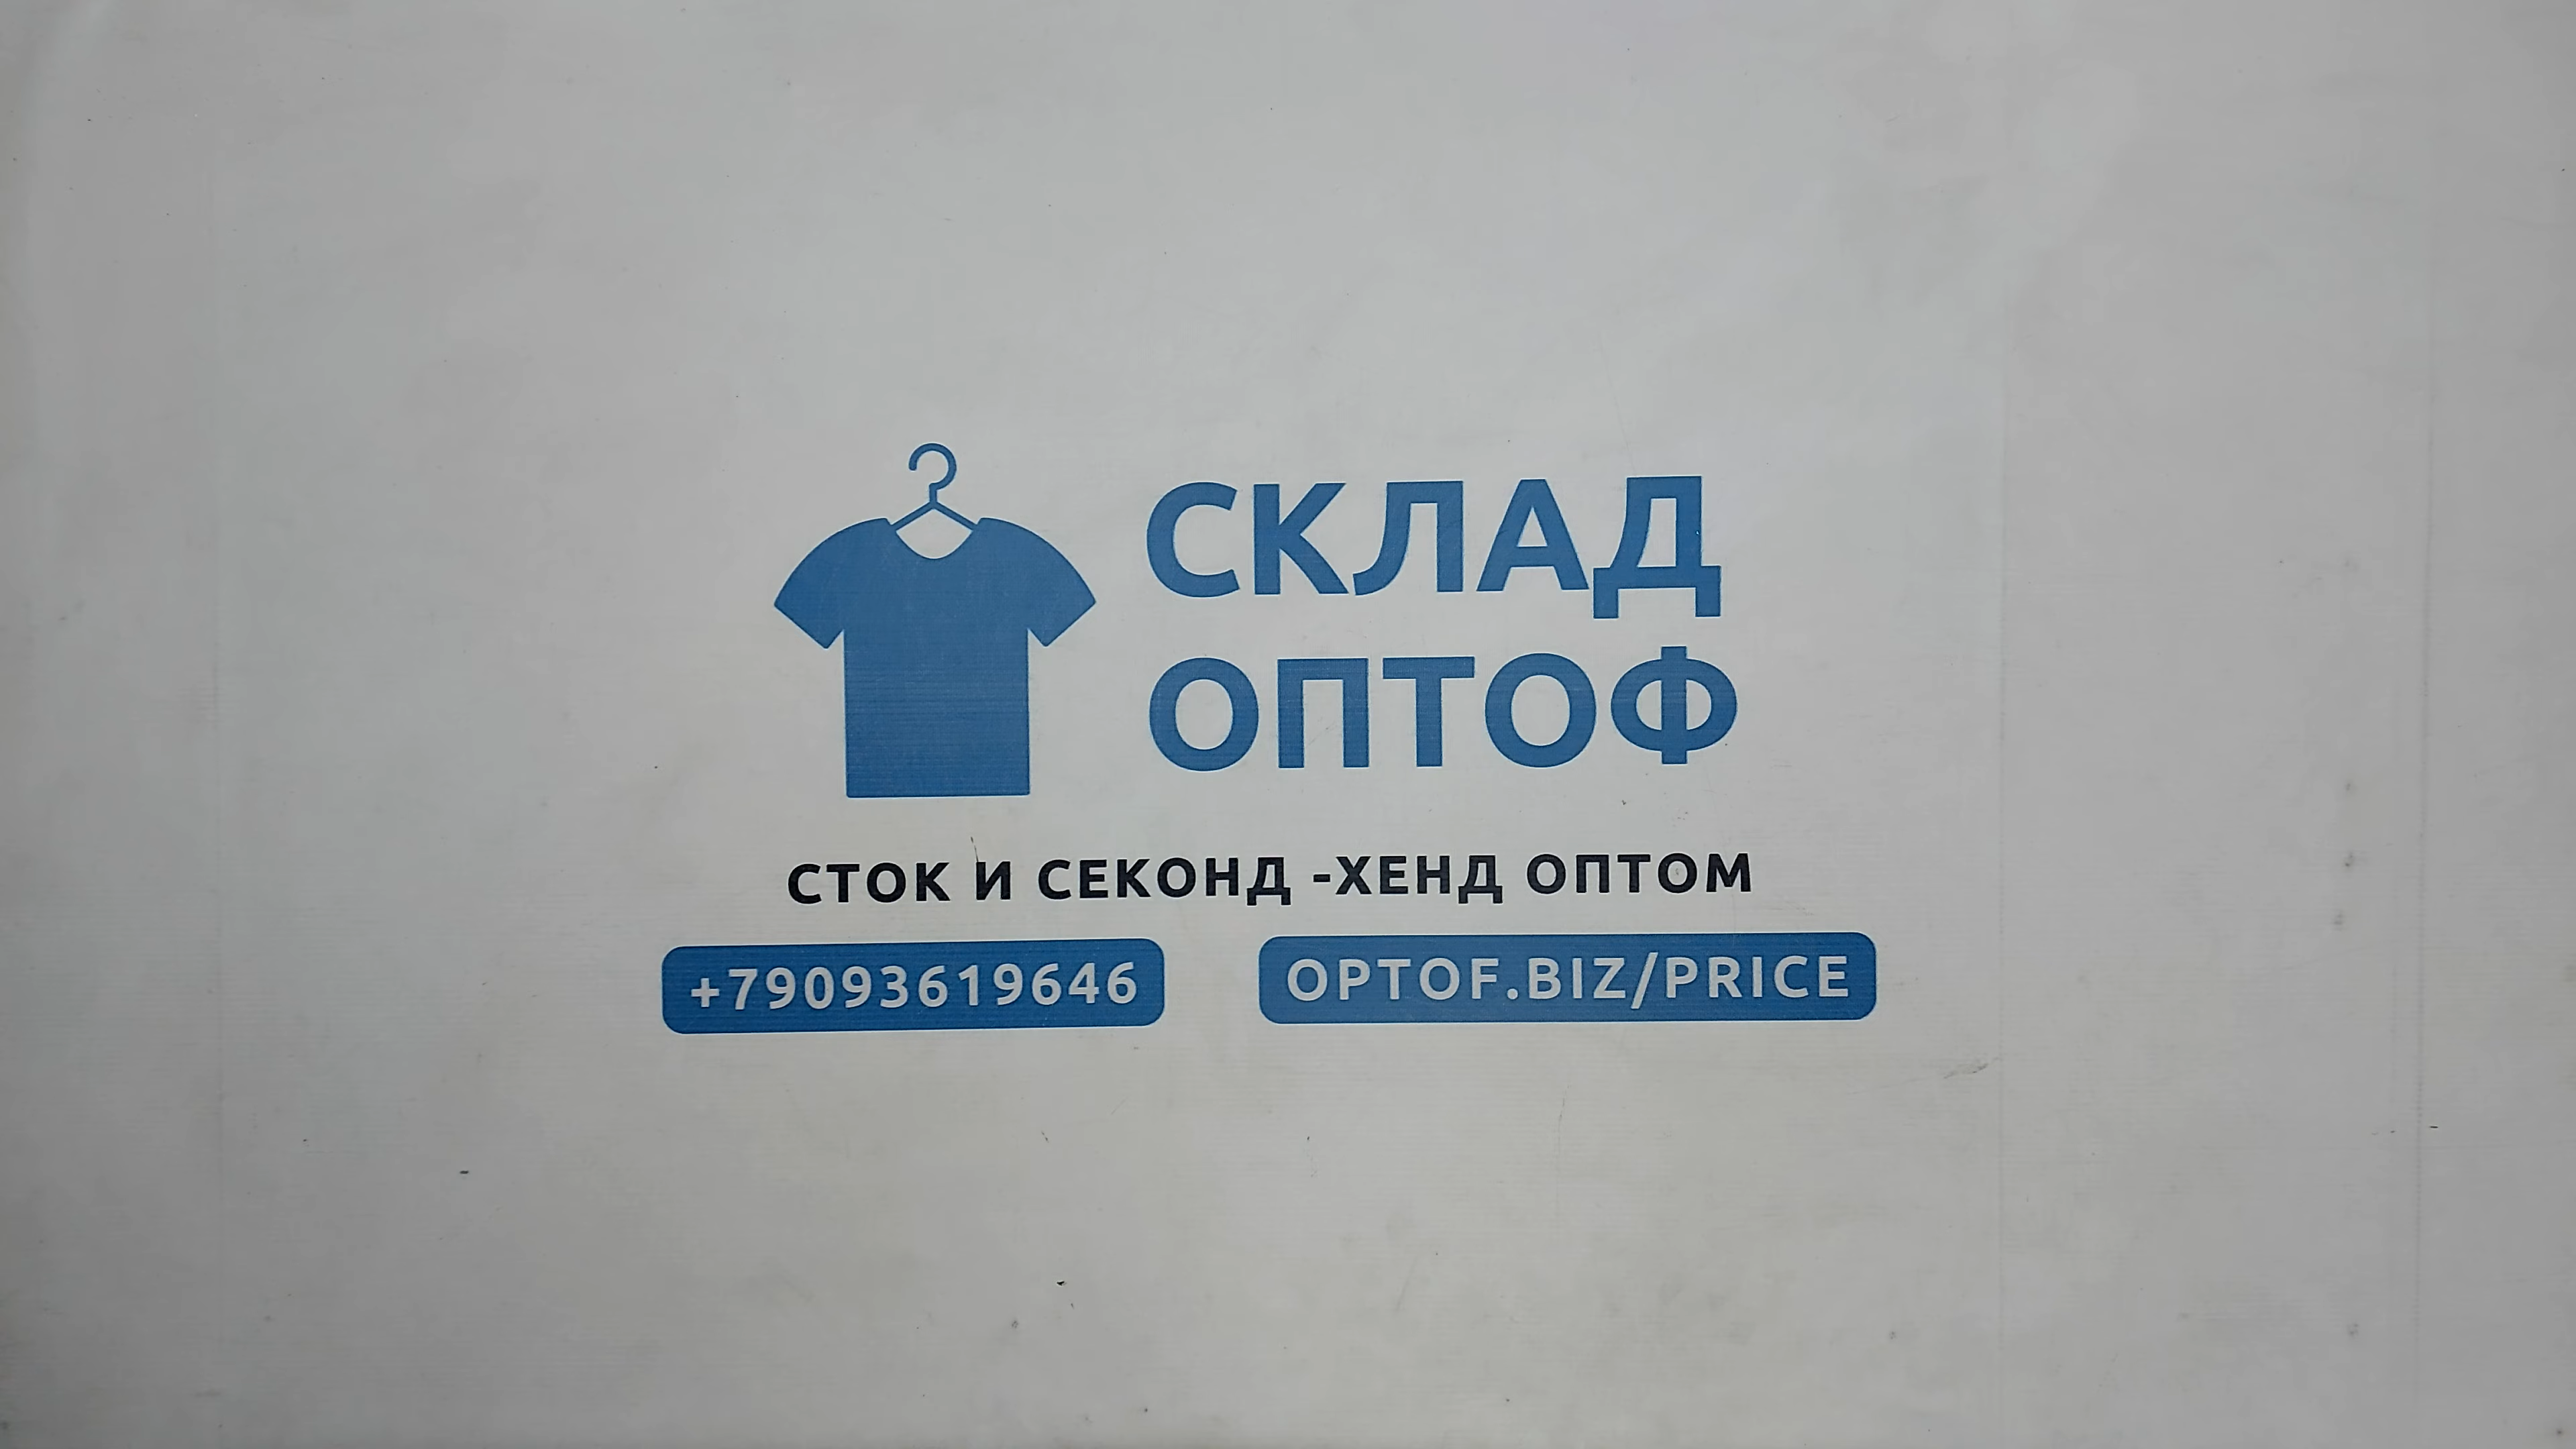 СКЛАД
ОПТОФ
СТОК И СЕКОНД -ХЕНД ОПТОМ
+79093619646
OPTOF.BIZ/PRICE